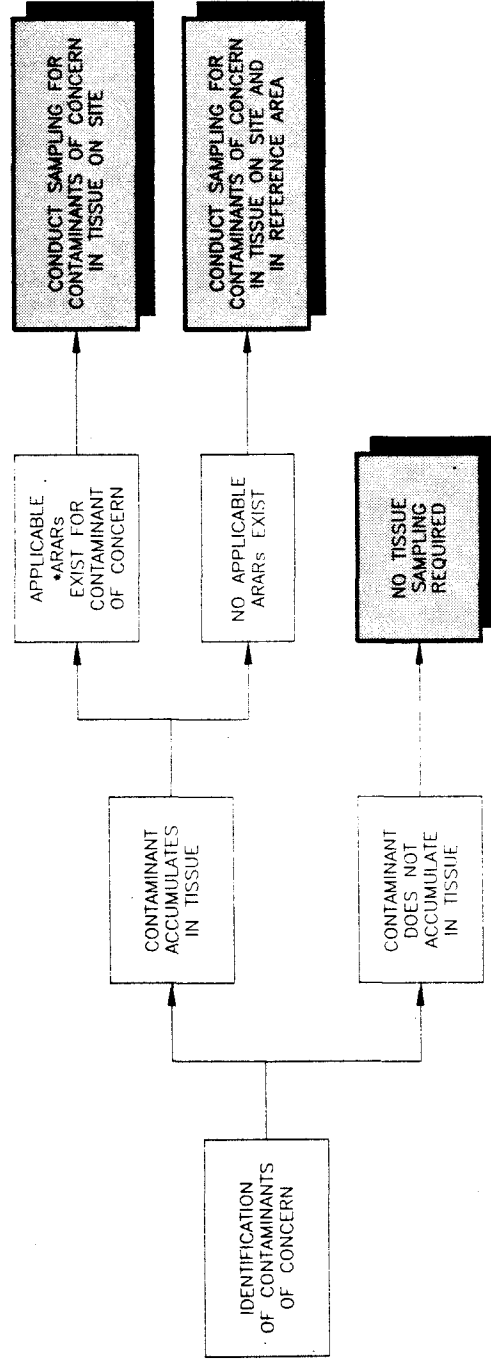 IDENTIFICATION
OF CONTAMINANTS
OF CONCERN
CONTAMINANT
ACCUMULATES
IN TISSUE
APPLICABLE
*ARARs
EXIST FOR
CONTAMINANT
OF CONCERN
CONDUCT SAMPLING FOR
CONTAMINANTS OF CONCERN
IN TISSUE ON SITE
NO APPLICABLE
ARARs EXIST
CONDUCT SAMPLING FOR
CONTAMINANTS OF CONCERN
IN TISSUE ON SITE AND
IN REFERENCE AREA
CONTAMINANT
DOES NOT
ACCUMULATE
IN TISSUE
NO TISSUE
SAMPLING
REQUIRED